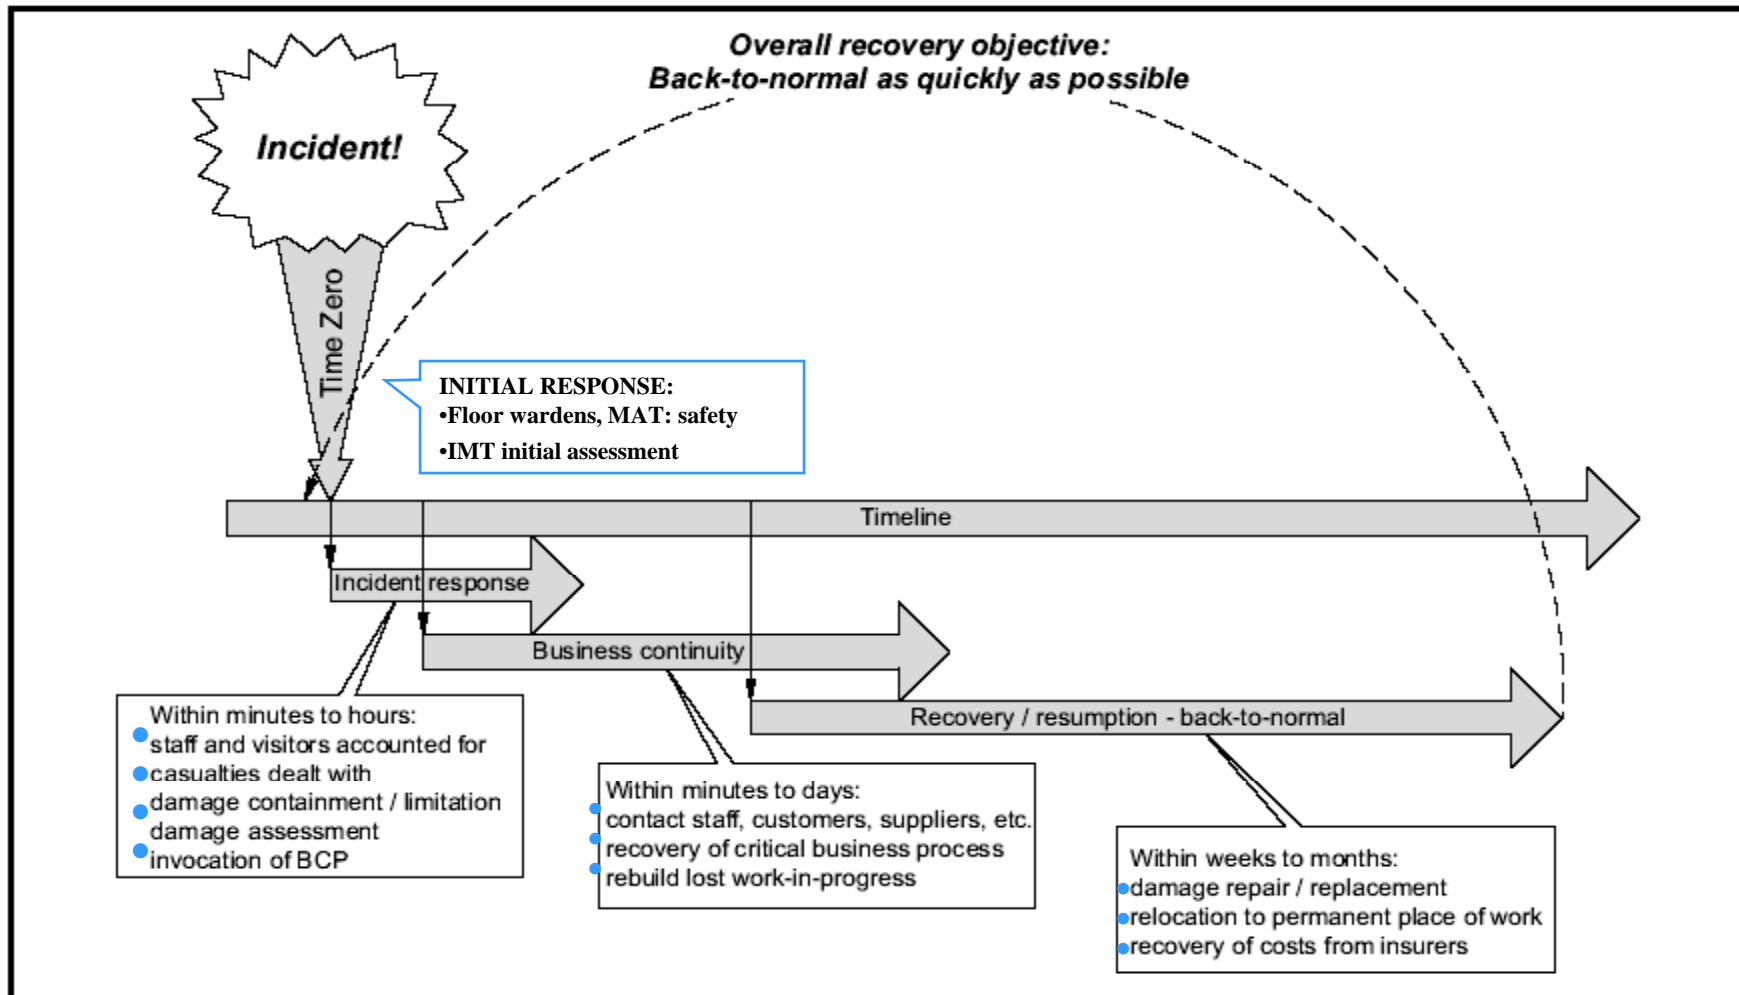 Overall recovery objective:
Back-to-normal as quickly as possible
Incident!
Time Zero
INITIAL RESPONSE:
•Floor wardens, MAT: safety
•IMT initial assessment
Timeline
Incident response
Business continuity
Recovery / resumption - back-to-normal
Within minutes to hours:
staff and visitors accounted for
casualties dealt with
damage containment / limitation
damage assessment
invocation of BCP
Within minutes to days:
contact staff, customers, suppliers, etc.
recovery of critical business process
rebuild lost work-in-progress
Within weeks to months:
damage repair / replacement
relocation to permanent place of work
recovery of costs from insurers